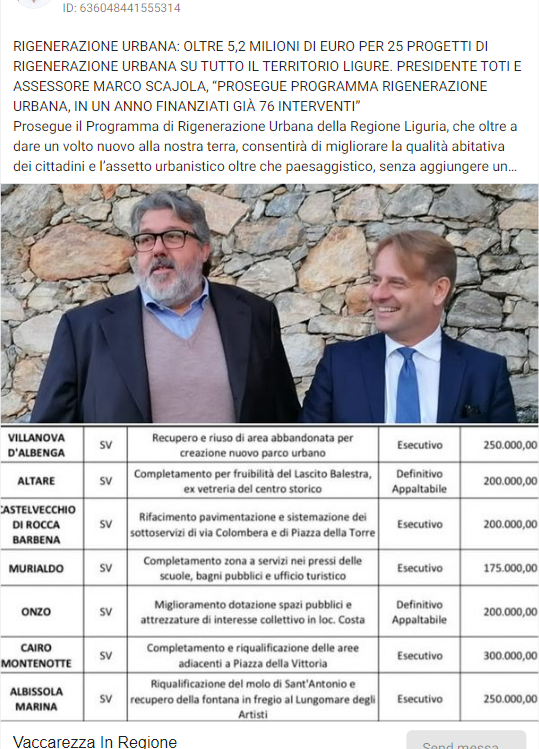 ID: 636048441555314
RIGENERAZIONE URBANA: OLTRE 5,2 MILIONI DI EURO PER 25 PROGETTI DI
RIGENERAZIONE URBANA SU TUTTO IL TERRITORIO LIGURE. PRESIDENTE TOTI E
ASSESSORE MARCO SCAJOLA, “PROSEGUE PROGRAMMA RIGENERAZIONE
URBANA, IN UN ANNO FINANZIATI GIÀ 76 INTERVENTI”
Prosegue il Programma di Rigenerazione Urbana della Regione Liguria, che oltre a
dare un volto nuovo alla nostra terra, consentirà di migliorare la qualità abitativa
dei cittadini e l’assetto urbanistico oltre che paesaggistico, senza aggiungere un...
VILLANOVA D'ALBENGA SV Recupero e riuso di area abbandonata per creazione nuovo parco urbano Esecutivo 250.000,00
ALTARE SV Completamento per fruibilità del Lascito Balestra, ex vetreria del centro storico Definitivo Appaltabile 200.000,00
CASTELVECCHIO DI ROCCA BARBENA SV Rifacimento pavimentazione e sistemazione dei sottoservizi di via Colombera e di Piazza della Torre Esecutivo 200.000,00
MURIALDO SV Completamento zona a servizi nei pressi delle scuole, bagni pubblici e ufficio turistico Esecutivo 175.000,00
ONZO SV Miglioramento dotazione spazi pubblici e attrezzature di interesse collettivo in loc. Costa Definitivo Appaltabile 200.000,00
CAIRO MONTENOTTE SV Completamento e riqualificazione delle aree adiacenti a Piazza della Vittoria Esecutivo 300.000,00
ALBISSOLA MARINA SV Riqualificazione del molo di Sant'Antonio e recupero della fontana in fregio al Lungomare degli Artisti Esecutivo 250.000,00
Vaccarezza In Regione
Send messa